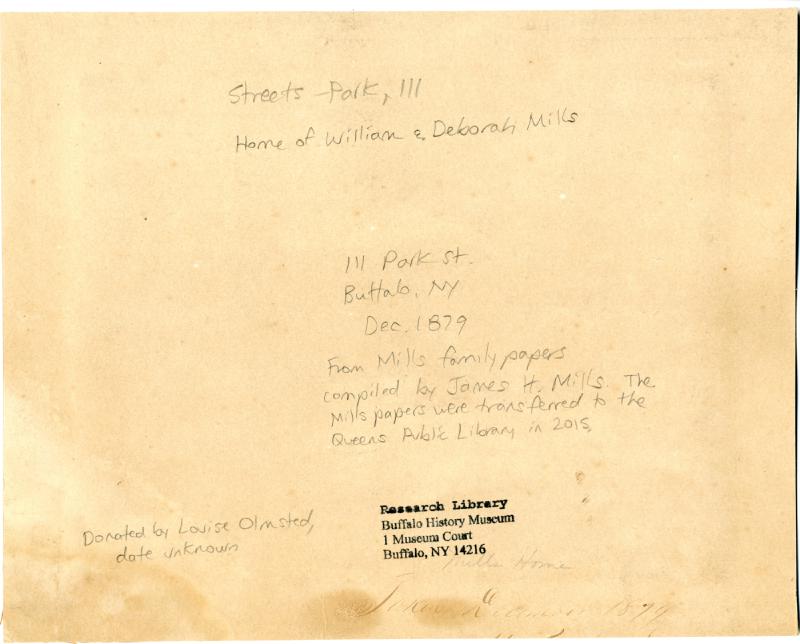 Streets - Park, 111
Home of William & Deborah Mills
111 Park St.
Buffalo, NY
Dec. 1879
From Mills family papers
compiled by James H. Mills. The
Mills papers were transferred to the
Queens Public Library in 2015.
Donated by Louise Olmsted,
date unknown
Research Library
Buffalo History Museum
1 Museum Court
Buffalo, NY 14216
Mills Home
Taken December 1879